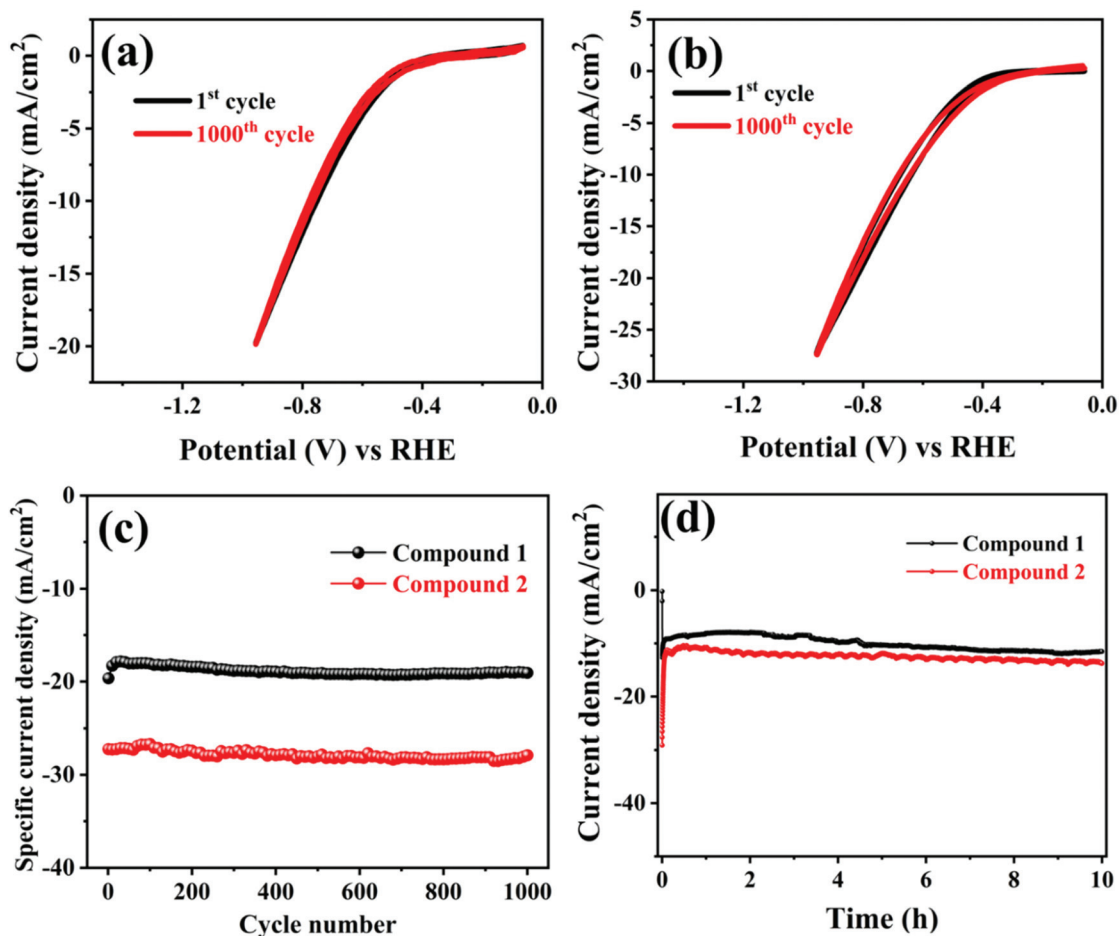 (a)
1st cycle
1000th cycle
Current density (mA/cm2)
0
-5
-10
-15
-20
-1.2 -0.8 -0.4 0.0
Potential (V) vs RHE
(b)
1st cycle
1000th cycle
Current density (mA/cm2)
5
0
-5
-10
-15
-20
-25
-30
-1.2 -0.8 -0.4 0.0
Potential (V) vs RHE
(c)
Compound 1
Compound 2
Specific current density (mA/cm2)
0
-10
-20
-30
-40
0 200 400 600 800 1000
Cycle number
(d)
Compound 1
Compound 2
Current density (mA/cm2)
0
-20
-40
0 2 4 6 8 10
Time (h)